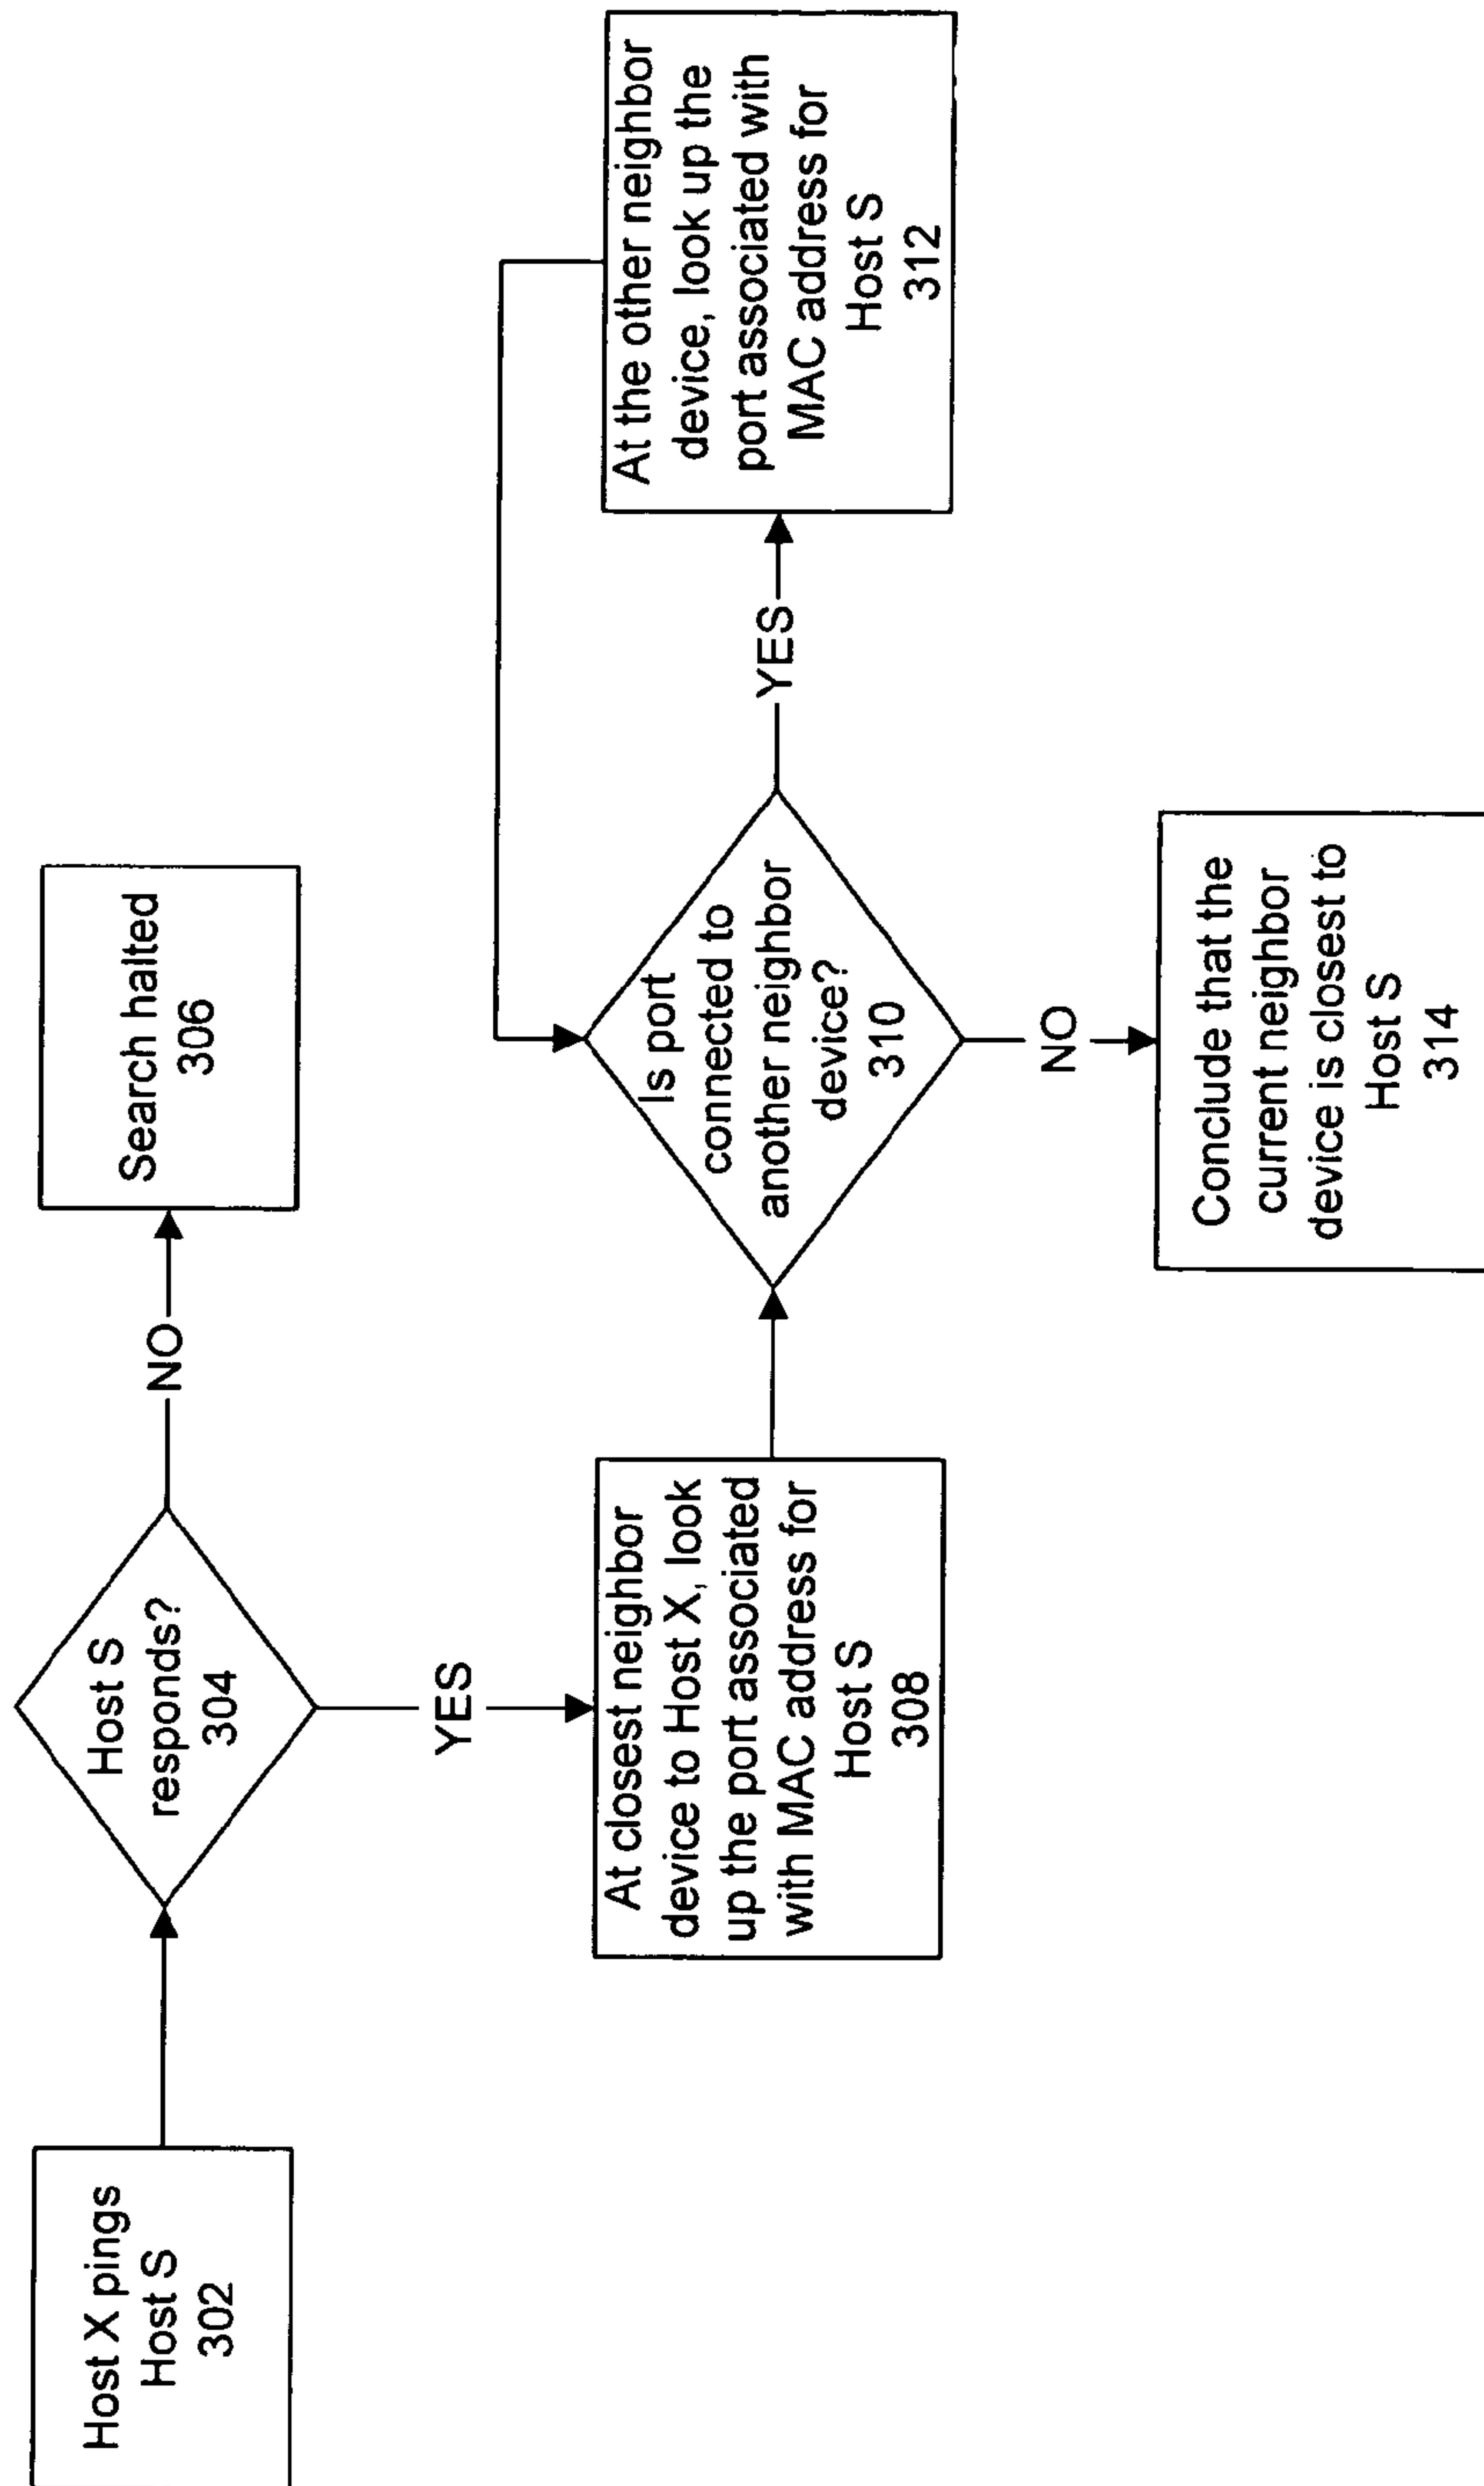 Host X pings
Host S
302
Host S
responds?
304
NO
Search halted
306
YES
At closest neighbor
device to Host X, look
up the port associated
with MAC address for
Host S
308
Is port
connected to
another neighbor
device?
310
YES
At the other neighbor
device, look up the
port associated with
MAC address for
Host S
312
NO
Conclude that the
current neighbor
device is closest to
Host S
314